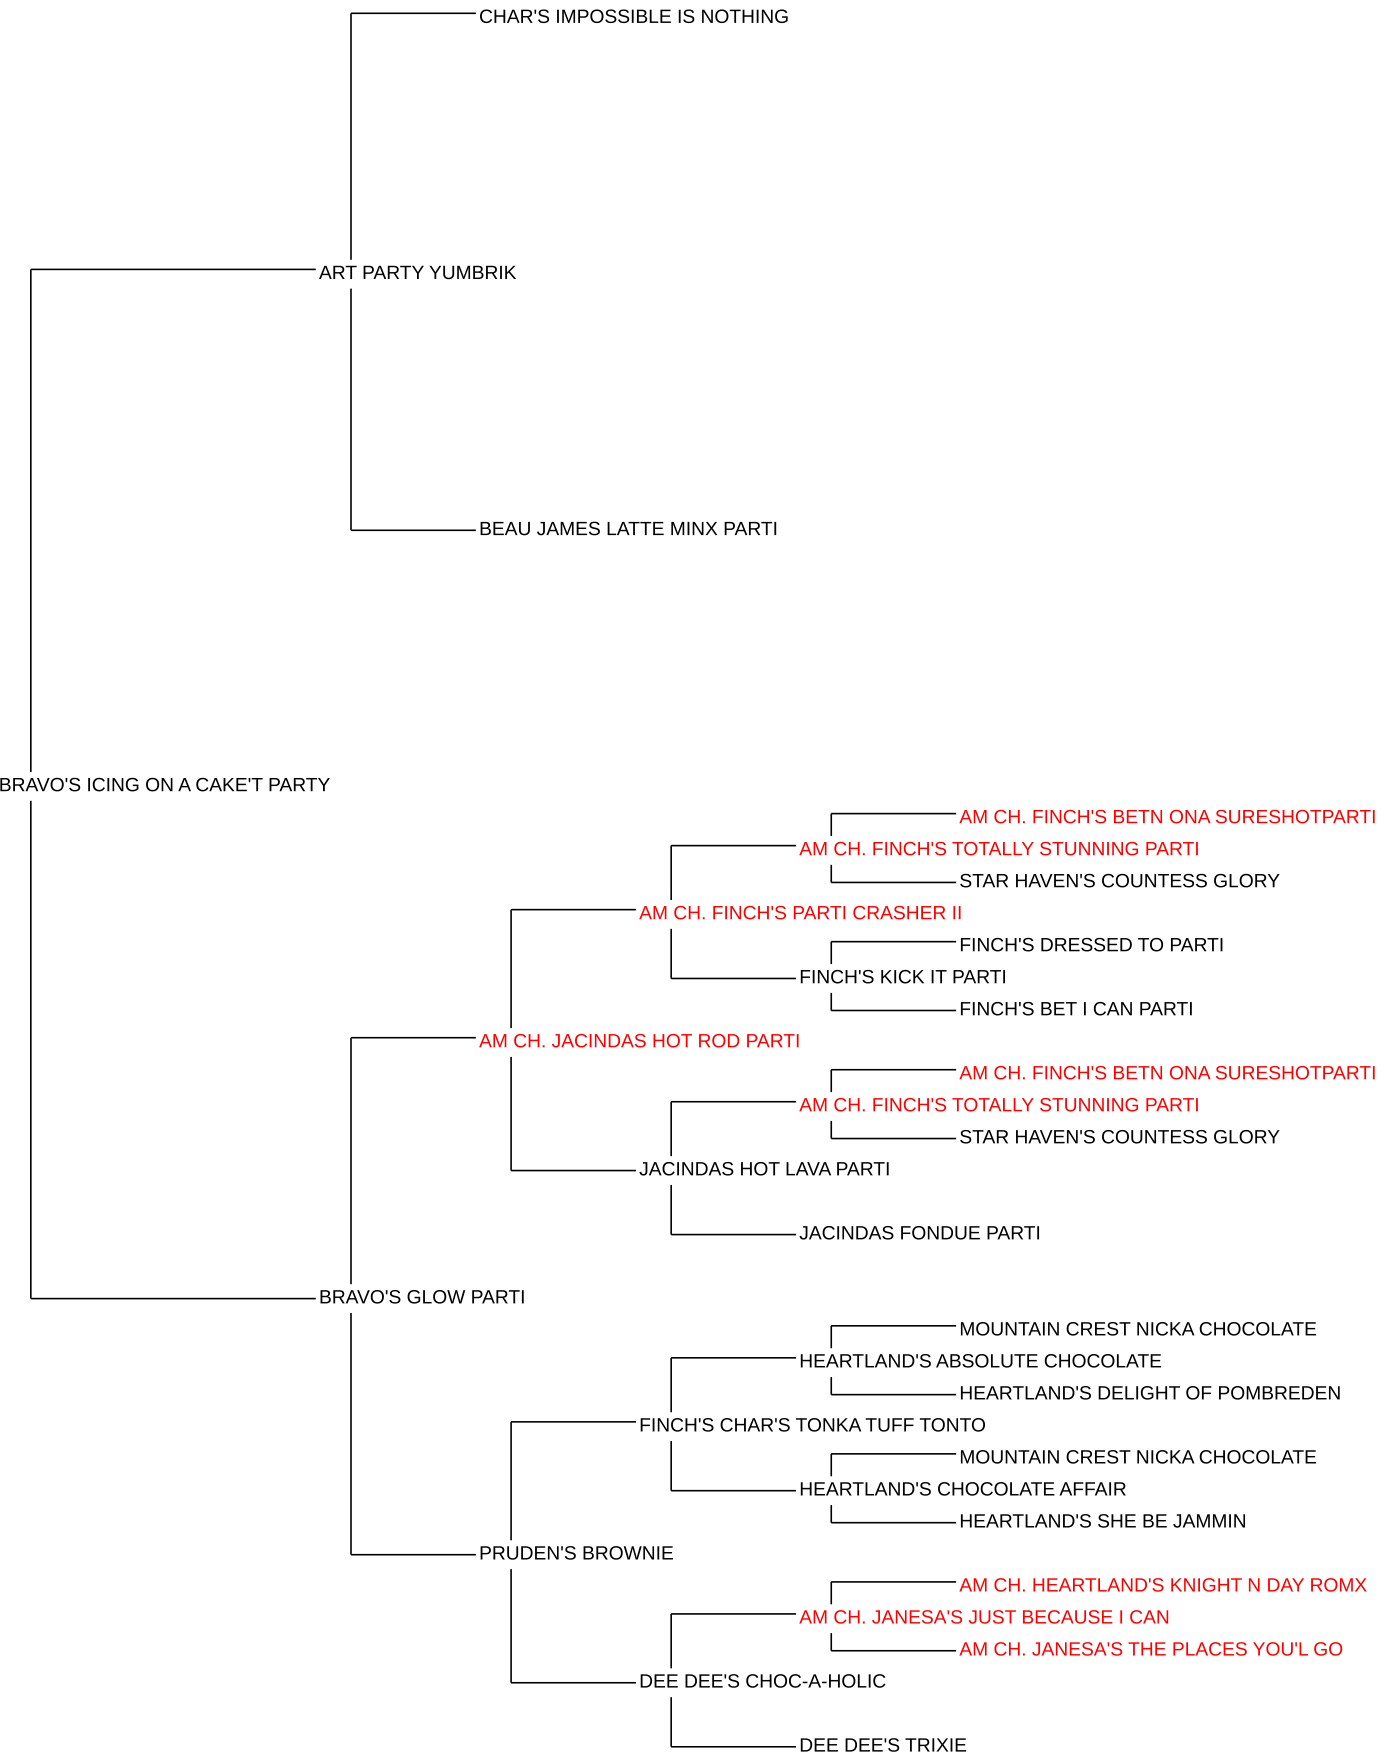 CHAR'S IMPOSSIBLE IS NOTHING
ART PARTY YUMBRIK
BEAU JAMES LATTE MINX PARTI
BRAVO'S ICING ON A CAKE'T PARTY
AM CH. FINCH'S BETN ONA SURESHOTPARTI
AM CH. FINCH'S TOTALLY STUNNING PARTI
STAR HAVEN'S COUNTESS GLORY
AM CH. FINCH'S PARTI CRASHER II
FINCH'S DRESSED TO PARTI
FINCH'S KICK IT PARTI
FINCH'S BET I CAN PARTI
AM CH. JACINDAS HOT ROD PARTI
AM CH. FINCH'S BETN ONA SURESHOTPARTI
AM CH. FINCH'S TOTALLY STUNNING PARTI
STAR HAVEN'S COUNTESS GLORY
JACINDAS HOT LAVA PARTI
JACINDAS FONDUE PARTI
BRAVO'S GLOW PARTI
MOUNTAIN CREST NICKA CHOCOLATE
HEARTLAND'S ABSOLUTE CHOCOLATE
HEARTLAND'S DELIGHT OF POMBREDEN
FINCH'S CHAR'S TONKA TUFF TONTO
MOUNTAIN CREST NICKA CHOCOLATE
HEARTLAND'S CHOCOLATE AFFAIR
HEARTLAND'S SHE BE JAMMIN
PRUDEN'S BROWNIE
AM CH. HEARTLAND'S KNIGHT N DAY ROMX
AM CH. JANESA'S JUST BECAUSE I CAN
AM CH. JANESA'S THE PLACES YOU'L GO
DEE DEE'S CHOC-A-HOLIC
DEE DEE'S TRIXIE